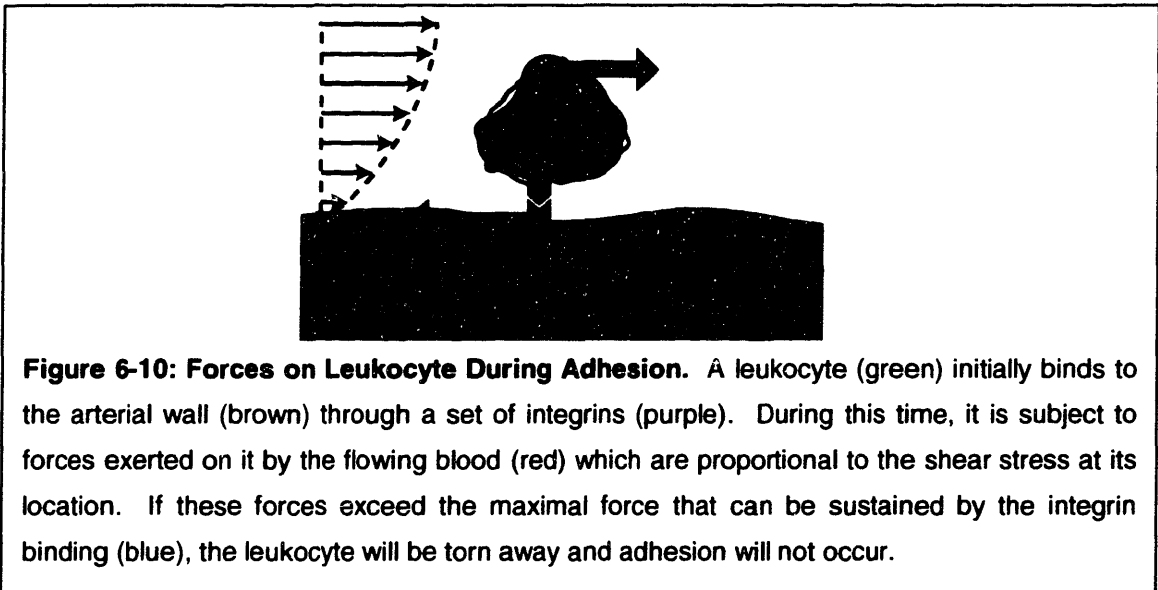 Figure 6-10: Forces on Leukocyte During Adhesion. A leukocyte (green) initially binds to
the arterial wall (brown) through a set of integrins (purple). During this time, it is subject to
forces exerted on it by the flowing blood (red) which are proportional to the shear stress at its
location. If these forces exceed the maximal force that can be sustained by the integrin
binding (blue), the leukocyte will be torn away and adhesion will not occur.